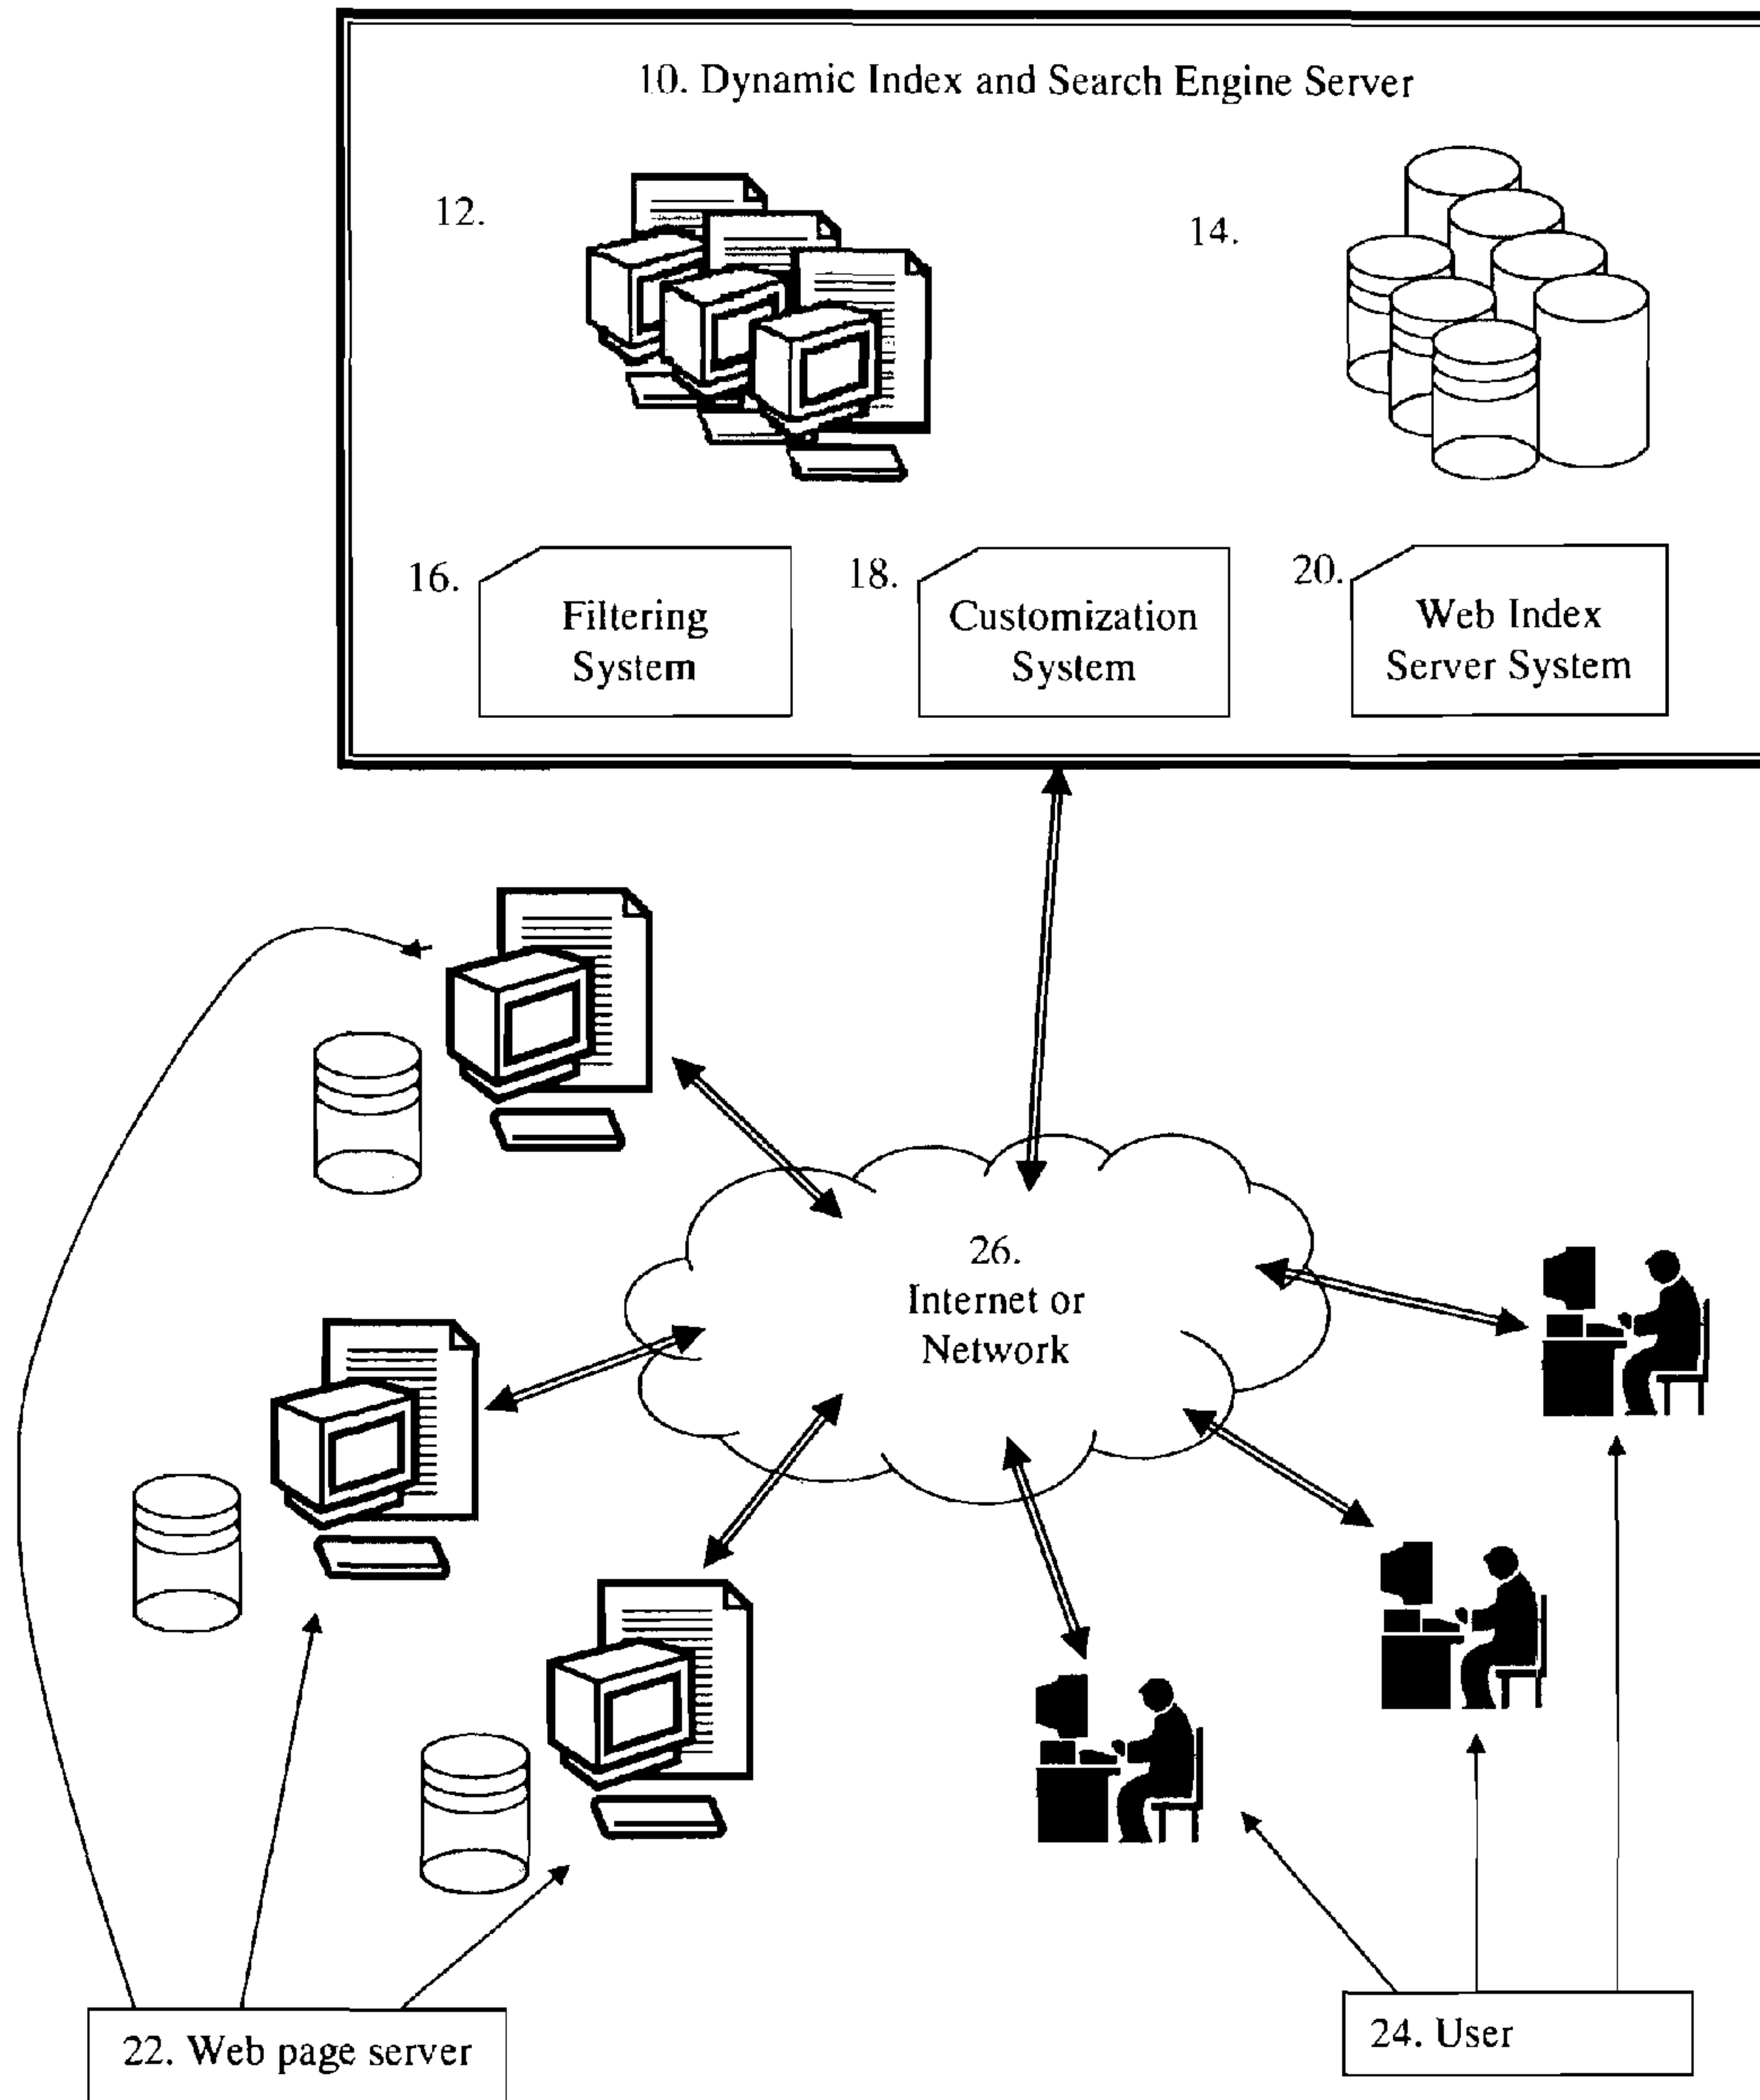 10. Dynamic Index and Search Engine Server
12.
14.
16.
Filtering
System
18.
Customization
System
20.
Web Index
Server System
26.
Internet or
Network
22. Web page server
24. User